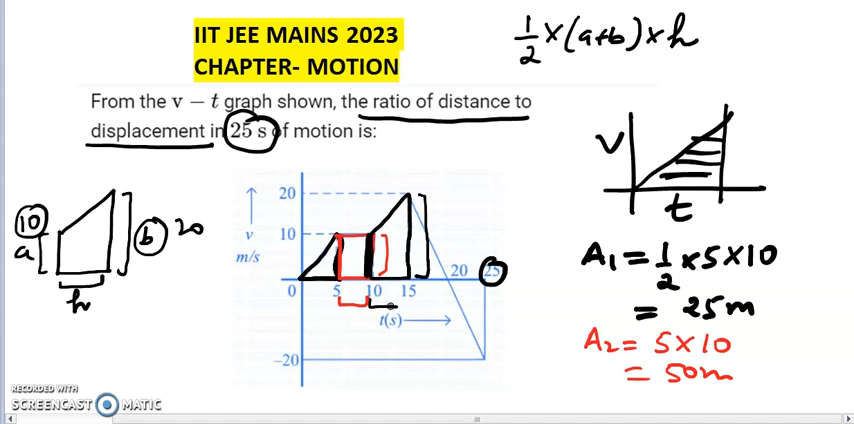 IIT JEE MAINS 2023
CHAPTER- MOTION
1/2 × (a+b) × h
From the v − t graph shown, the ratio of distance to
displacement in 25 s of motion is:
10
a
b
20
h
20
10
v
m/s
0
5
10
15
20
25
t(s)
−20
V
t
A1 = 1/2 × 5 × 10
= 25m
A2 = 5 × 10
= 50m
RECORDED WITH
SCREENCAST MATIC